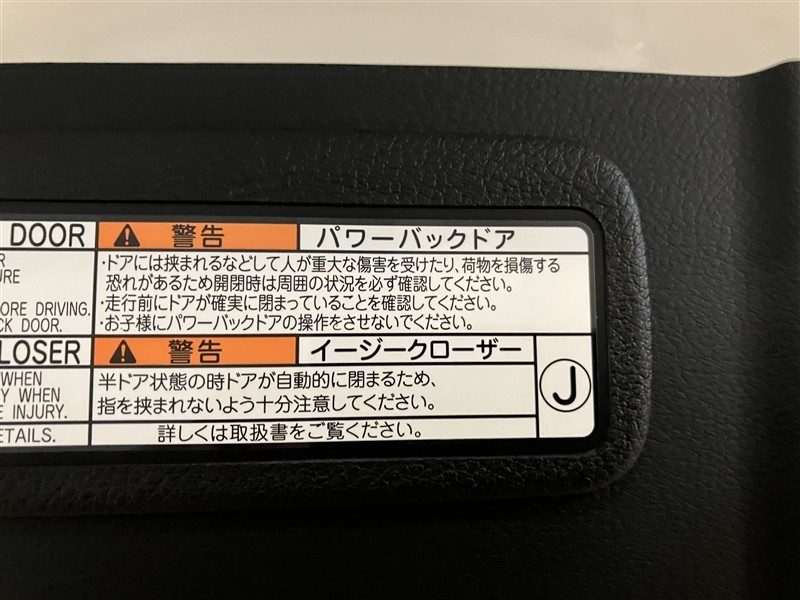 DOOR
警告
パワーバックドア
URE
ORE DRIVING.
CK DOOR.
・ドアには挟まれるなどして人が重大な傷害を受けたり、荷物を損傷する
恐れがあるため開閉時は周囲の状況を必ず確認してください。
・走行前にドアが確実に閉まっていることを確認してください。
・お子様にパワーバックドアの操作をさせないでください。
LOSER
警告
イージークローザー
WHEN
Y WHEN
E INJURY.
半ドア状態の時ドアが自動的に閉まるため、
指を挟まれないよう十分注意してください。
J
ETAILS.
詳しくは取扱書をご覧ください。